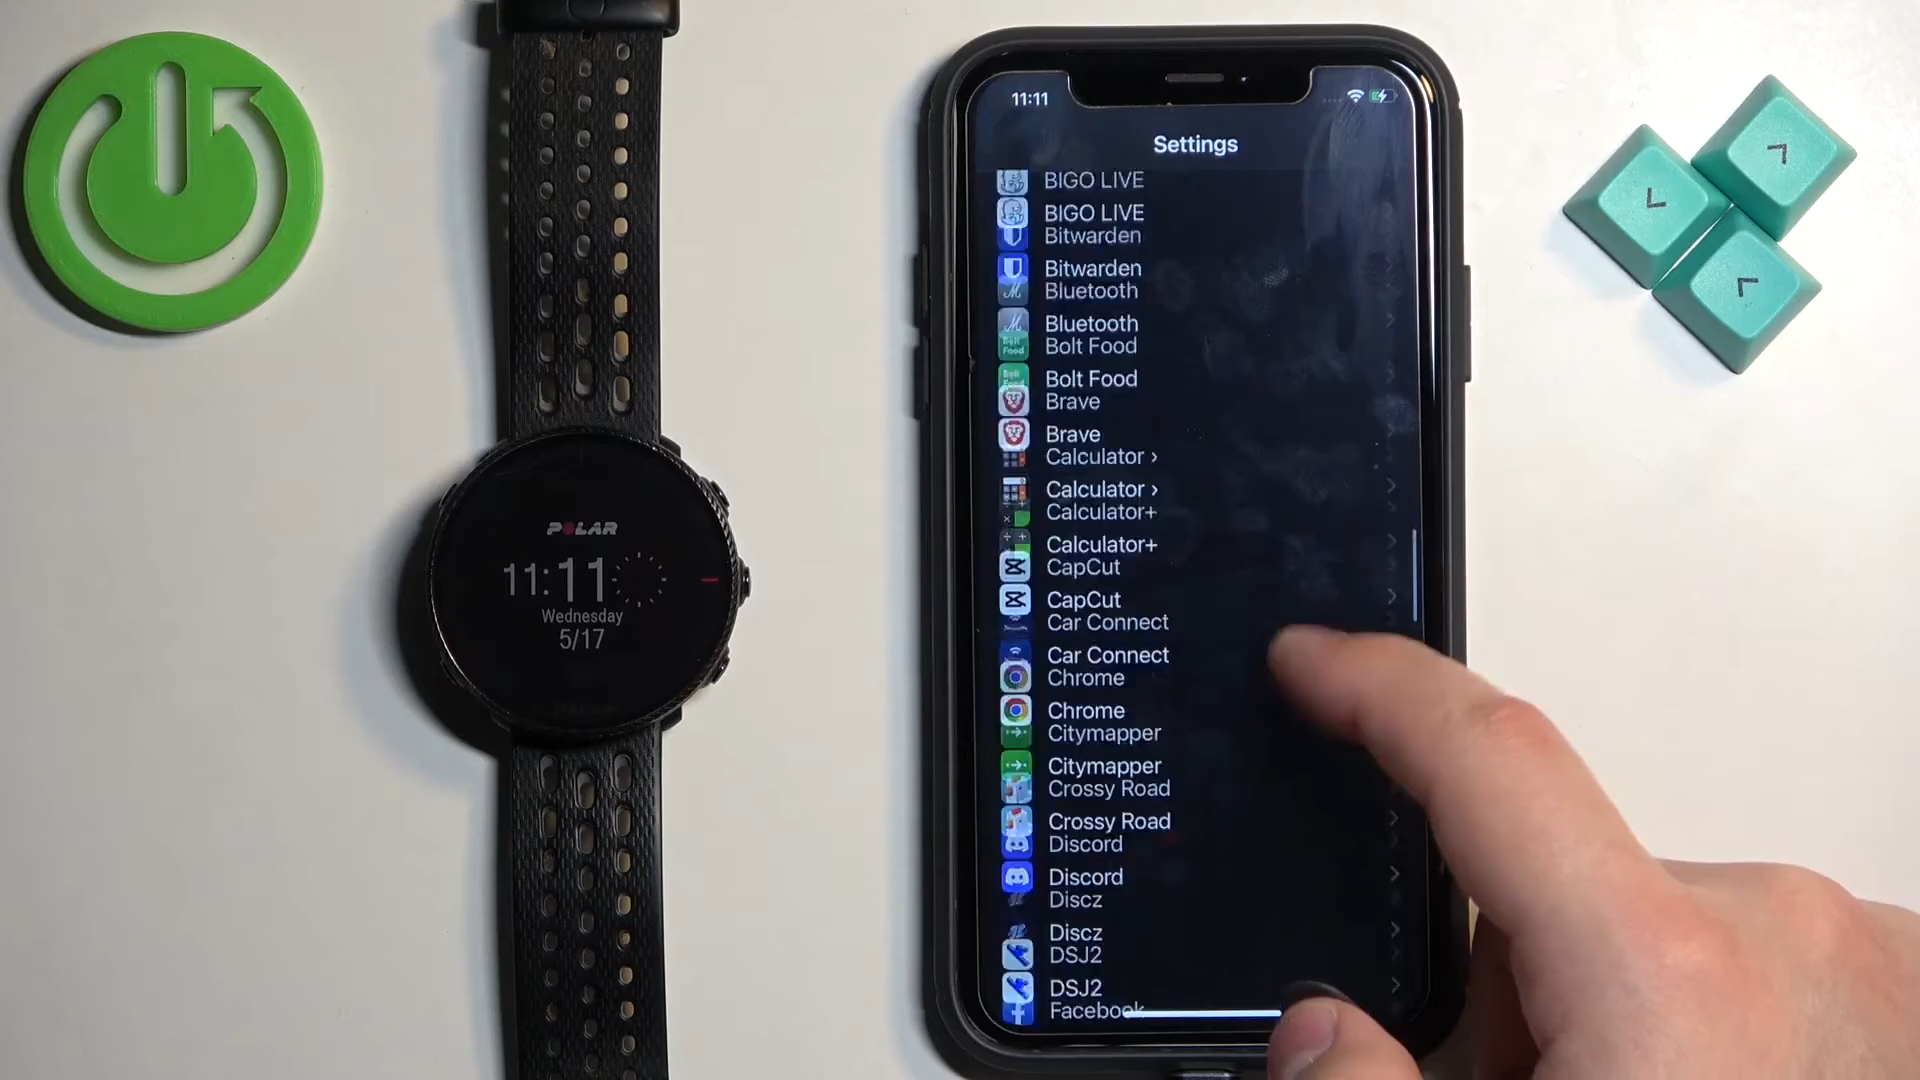 POLAR
11:11
Wednesday
5/17
11:11
Settings
BIGO LIVE
BIGO LIVE
Bitwarden
Bitwarden
Bluetooth
Bluetooth
Bolt Food
Bolt Food
Brave
Brave
Calculator ›
Calculator ›
Calculator+
Calculator+
CapCut
CapCut
Car Connect
Car Connect
Chrome
Chrome
Citymapper
Citymapper
Crossy Road
Crossy Road
Discord
Discord
Discz
Discz
DSJ2
DSJ2
Facebook